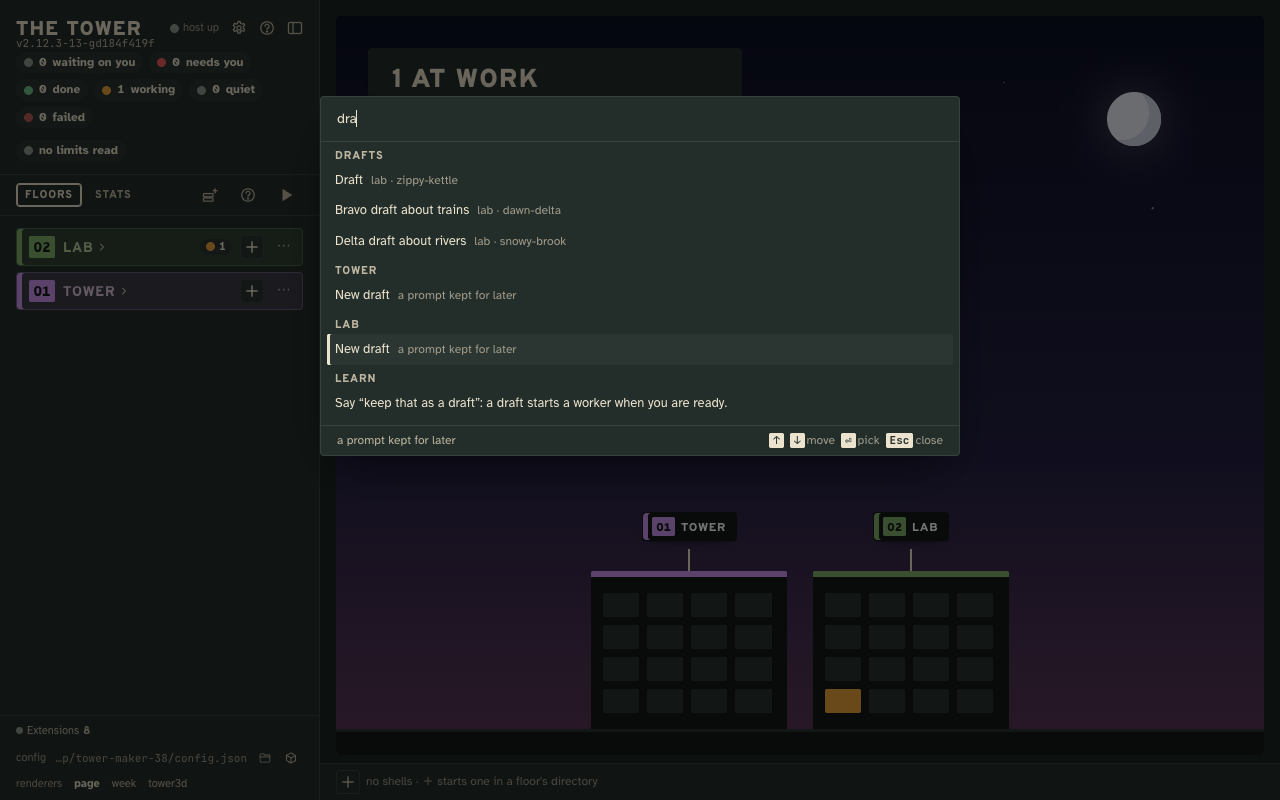 THE TOWER
host up
v2.12.3-13-gd184f419f
0 waiting on you
0 needs you
0 done
1 working
0 quiet
0 failed
no limits read
FLOORS
STATS
02 LAB ›
1
01 TOWER ›
Extensions 8
config …p/tower-maker-38/config.json
renderers page week tower3d
1 AT WORK
dra
DRAFTS
Draft lab · zippy-kettle
Bravo draft about trains lab · dawn-delta
Delta draft about rivers lab · snowy-brook
TOWER
New draft a prompt kept for later
LAB
New draft a prompt kept for later
LEARN
Say “keep that as a draft”: a draft starts a worker when you are ready.
a prompt kept for later
↑ ↓ move ⏎ pick Esc close
01 TOWER
02 LAB
no shells · + starts one in a floor's directory